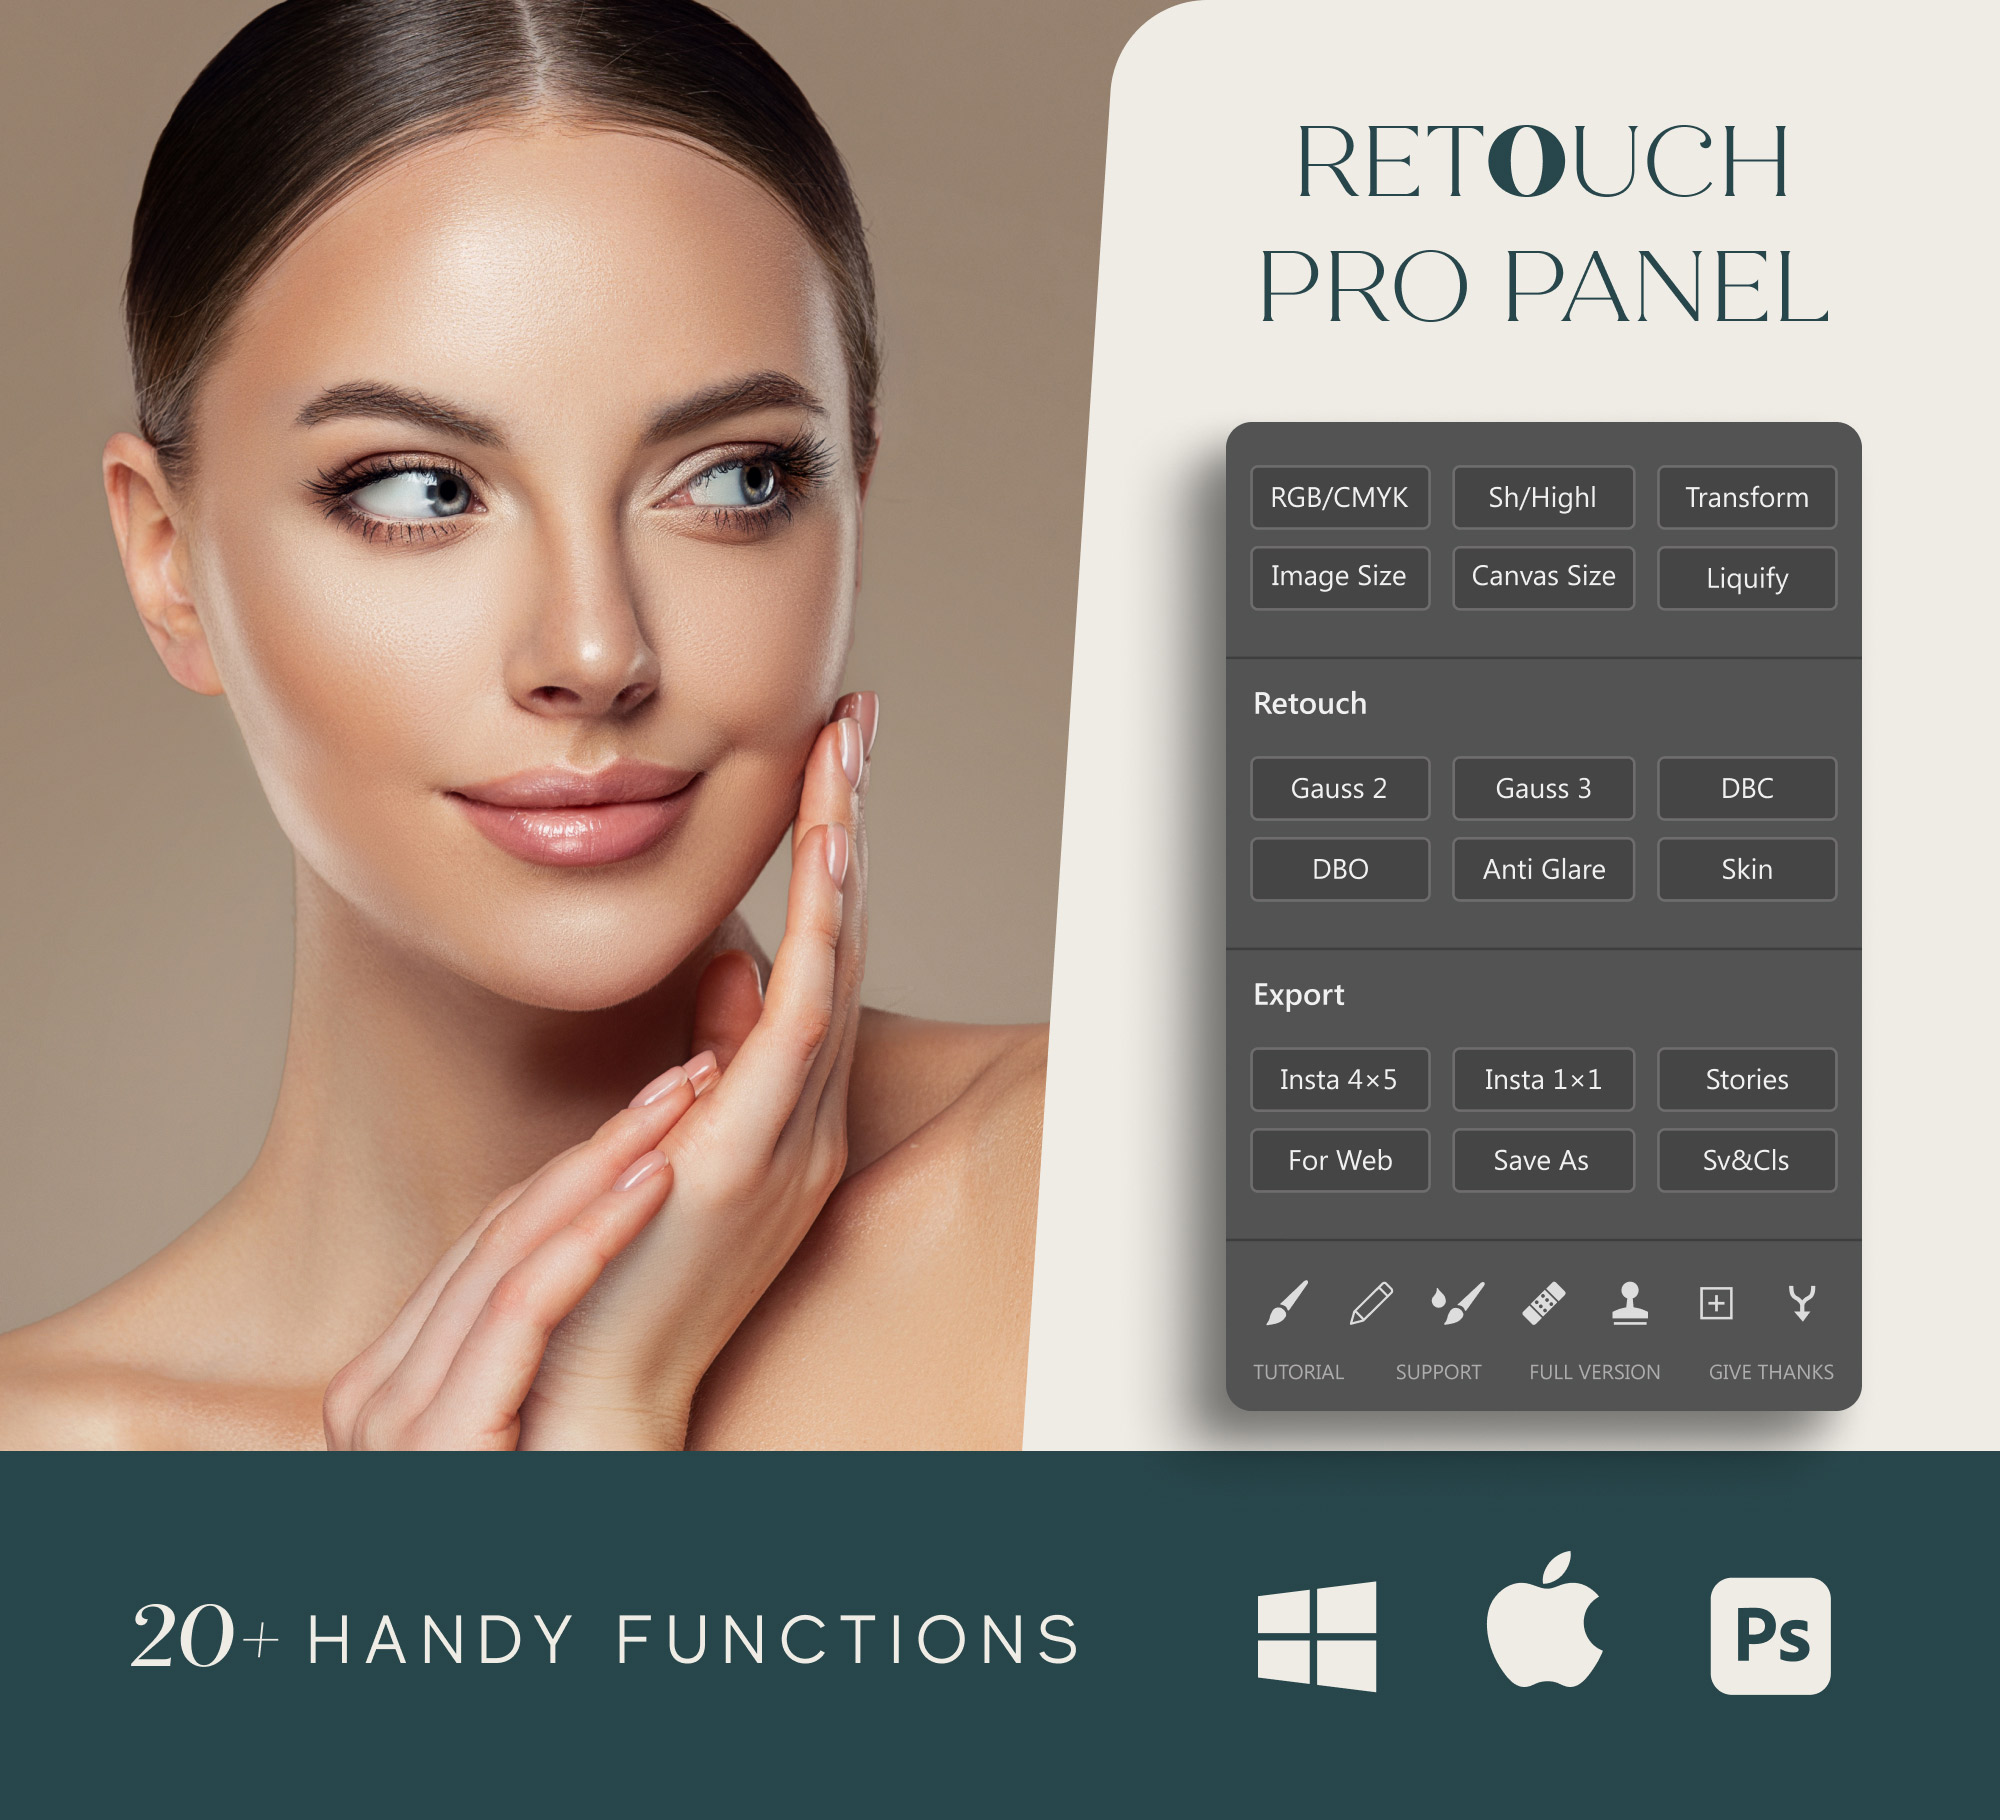 RETOUCH
PRO PANEL
RGB/CMYK Sh/Highl Transform
Image Size Canvas Size Liquify
Retouch
Gauss 2 Gauss 3 DBC
DBO Anti Glare Skin
Export
Insta 4×5 Insta 1×1 Stories
For Web Save As Sv&Cls
TUTORIAL SUPPORT FULL VERSION GIVE THANKS
20+ HANDY FUNCTIONS
Ps